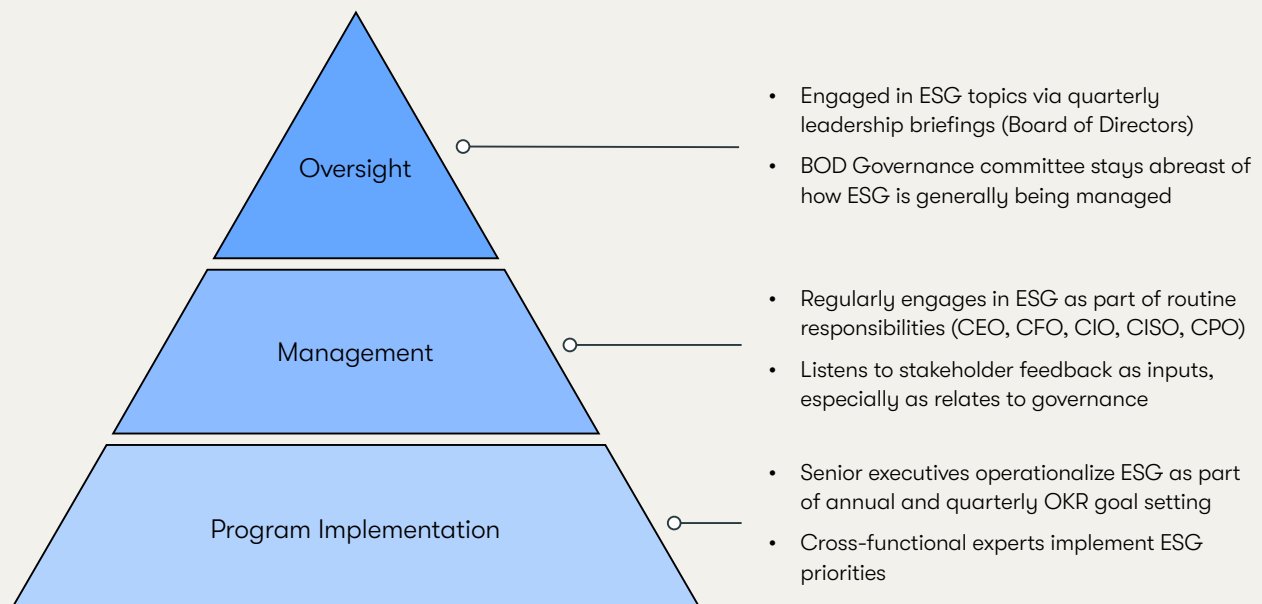 Oversight
• Engaged in ESG topics via quarterly
leadership briefings (Board of Directors)
• BOD Governance committee stays abreast of
how ESG is generally being managed
Management
• Regularly engages in ESG as part of routine
responsibilities (CEO, CFO, CIO, CISO, CPO)
• Listens to stakeholder feedback as inputs,
especially as relates to governance
Program Implementation
• Senior executives operationalize ESG as part
of annual and quarterly OKR goal setting
• Cross-functional experts implement ESG
priorities